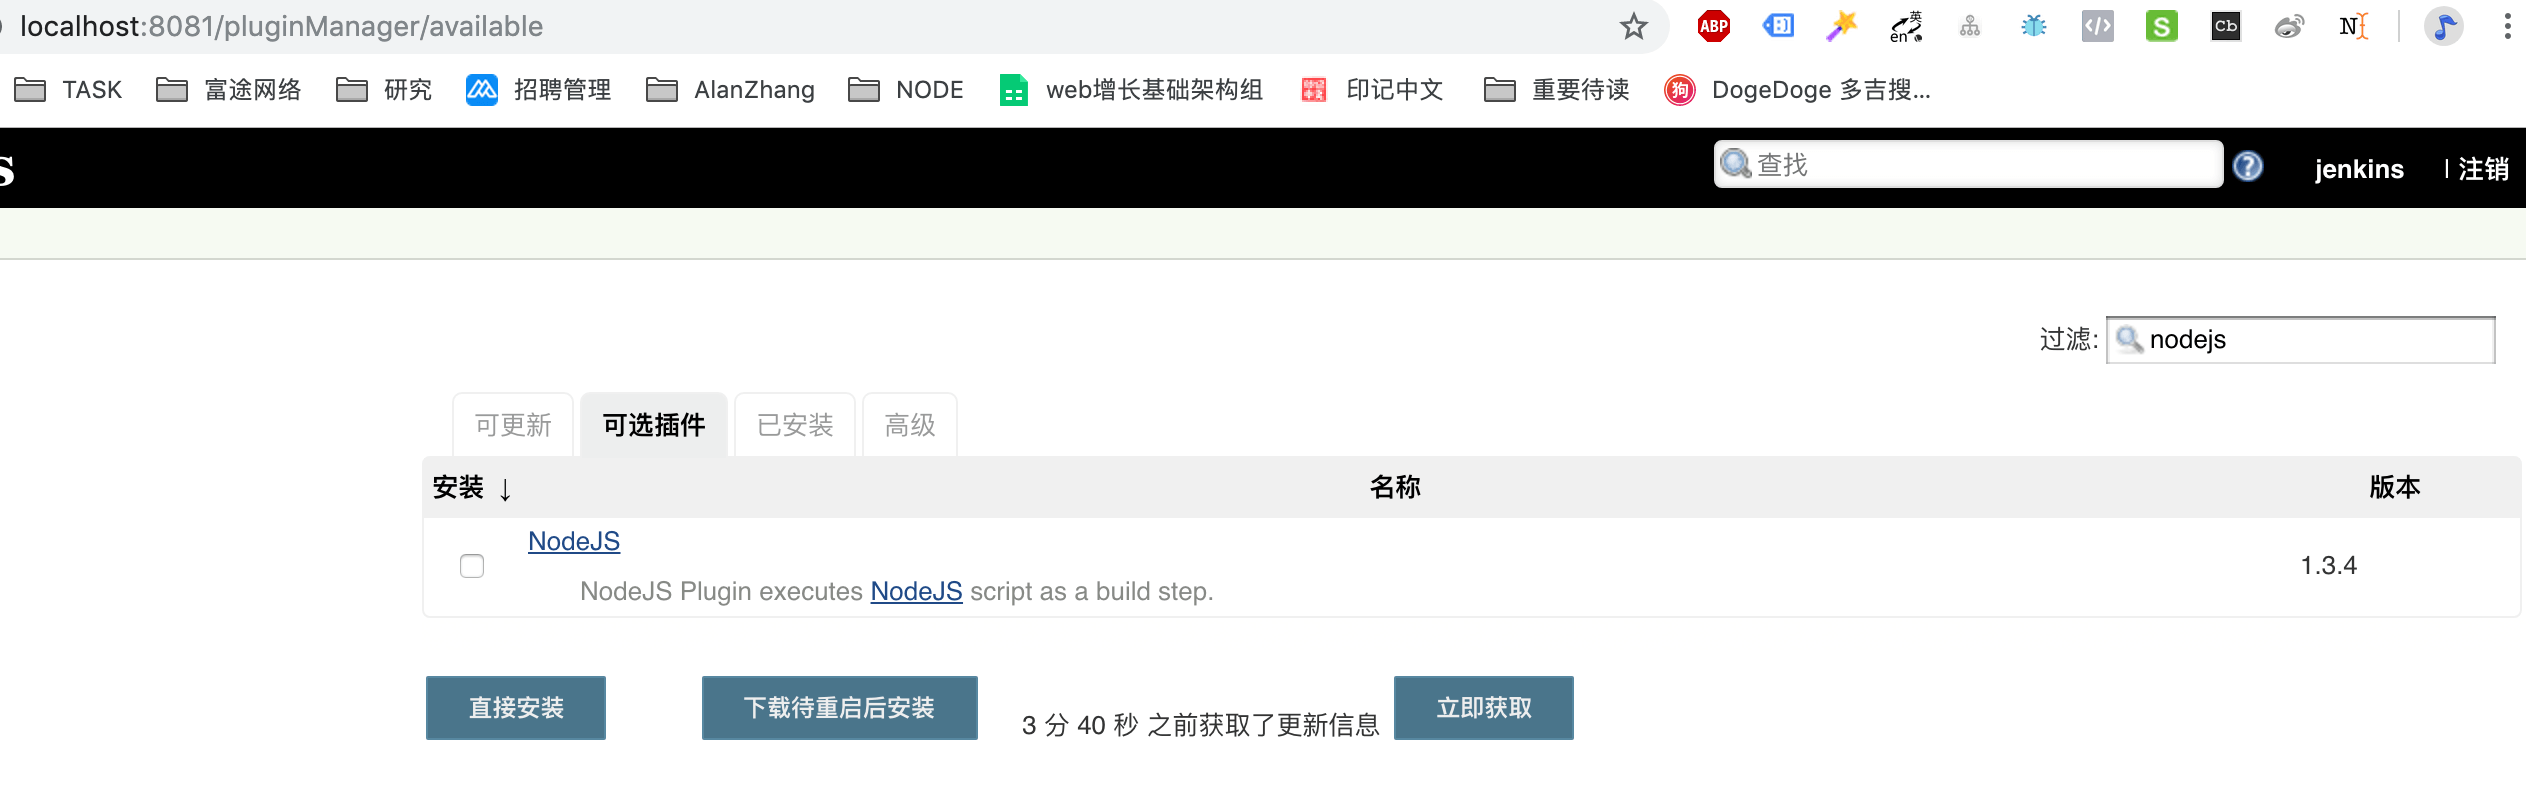 localhost:8081/pluginManager/available
ABP
英
en
S
Cb
N
TASK 富途网络 研究 招聘管理 AlanZhang NODE web增长基础架构组 印记中文 重要待读 狗 DogeDoge 多吉搜...
s 查找 ? jenkins | 注销
过滤: nodejs
可更新 可选插件 已安装 高级
安装 ↓ 名称 版本
NodeJS
NodeJS Plugin executes NodeJS script as a build step.
1.3.4
直接安装 下载待重启后安装 3 分 40 秒 之前获取了更新信息 立即获取